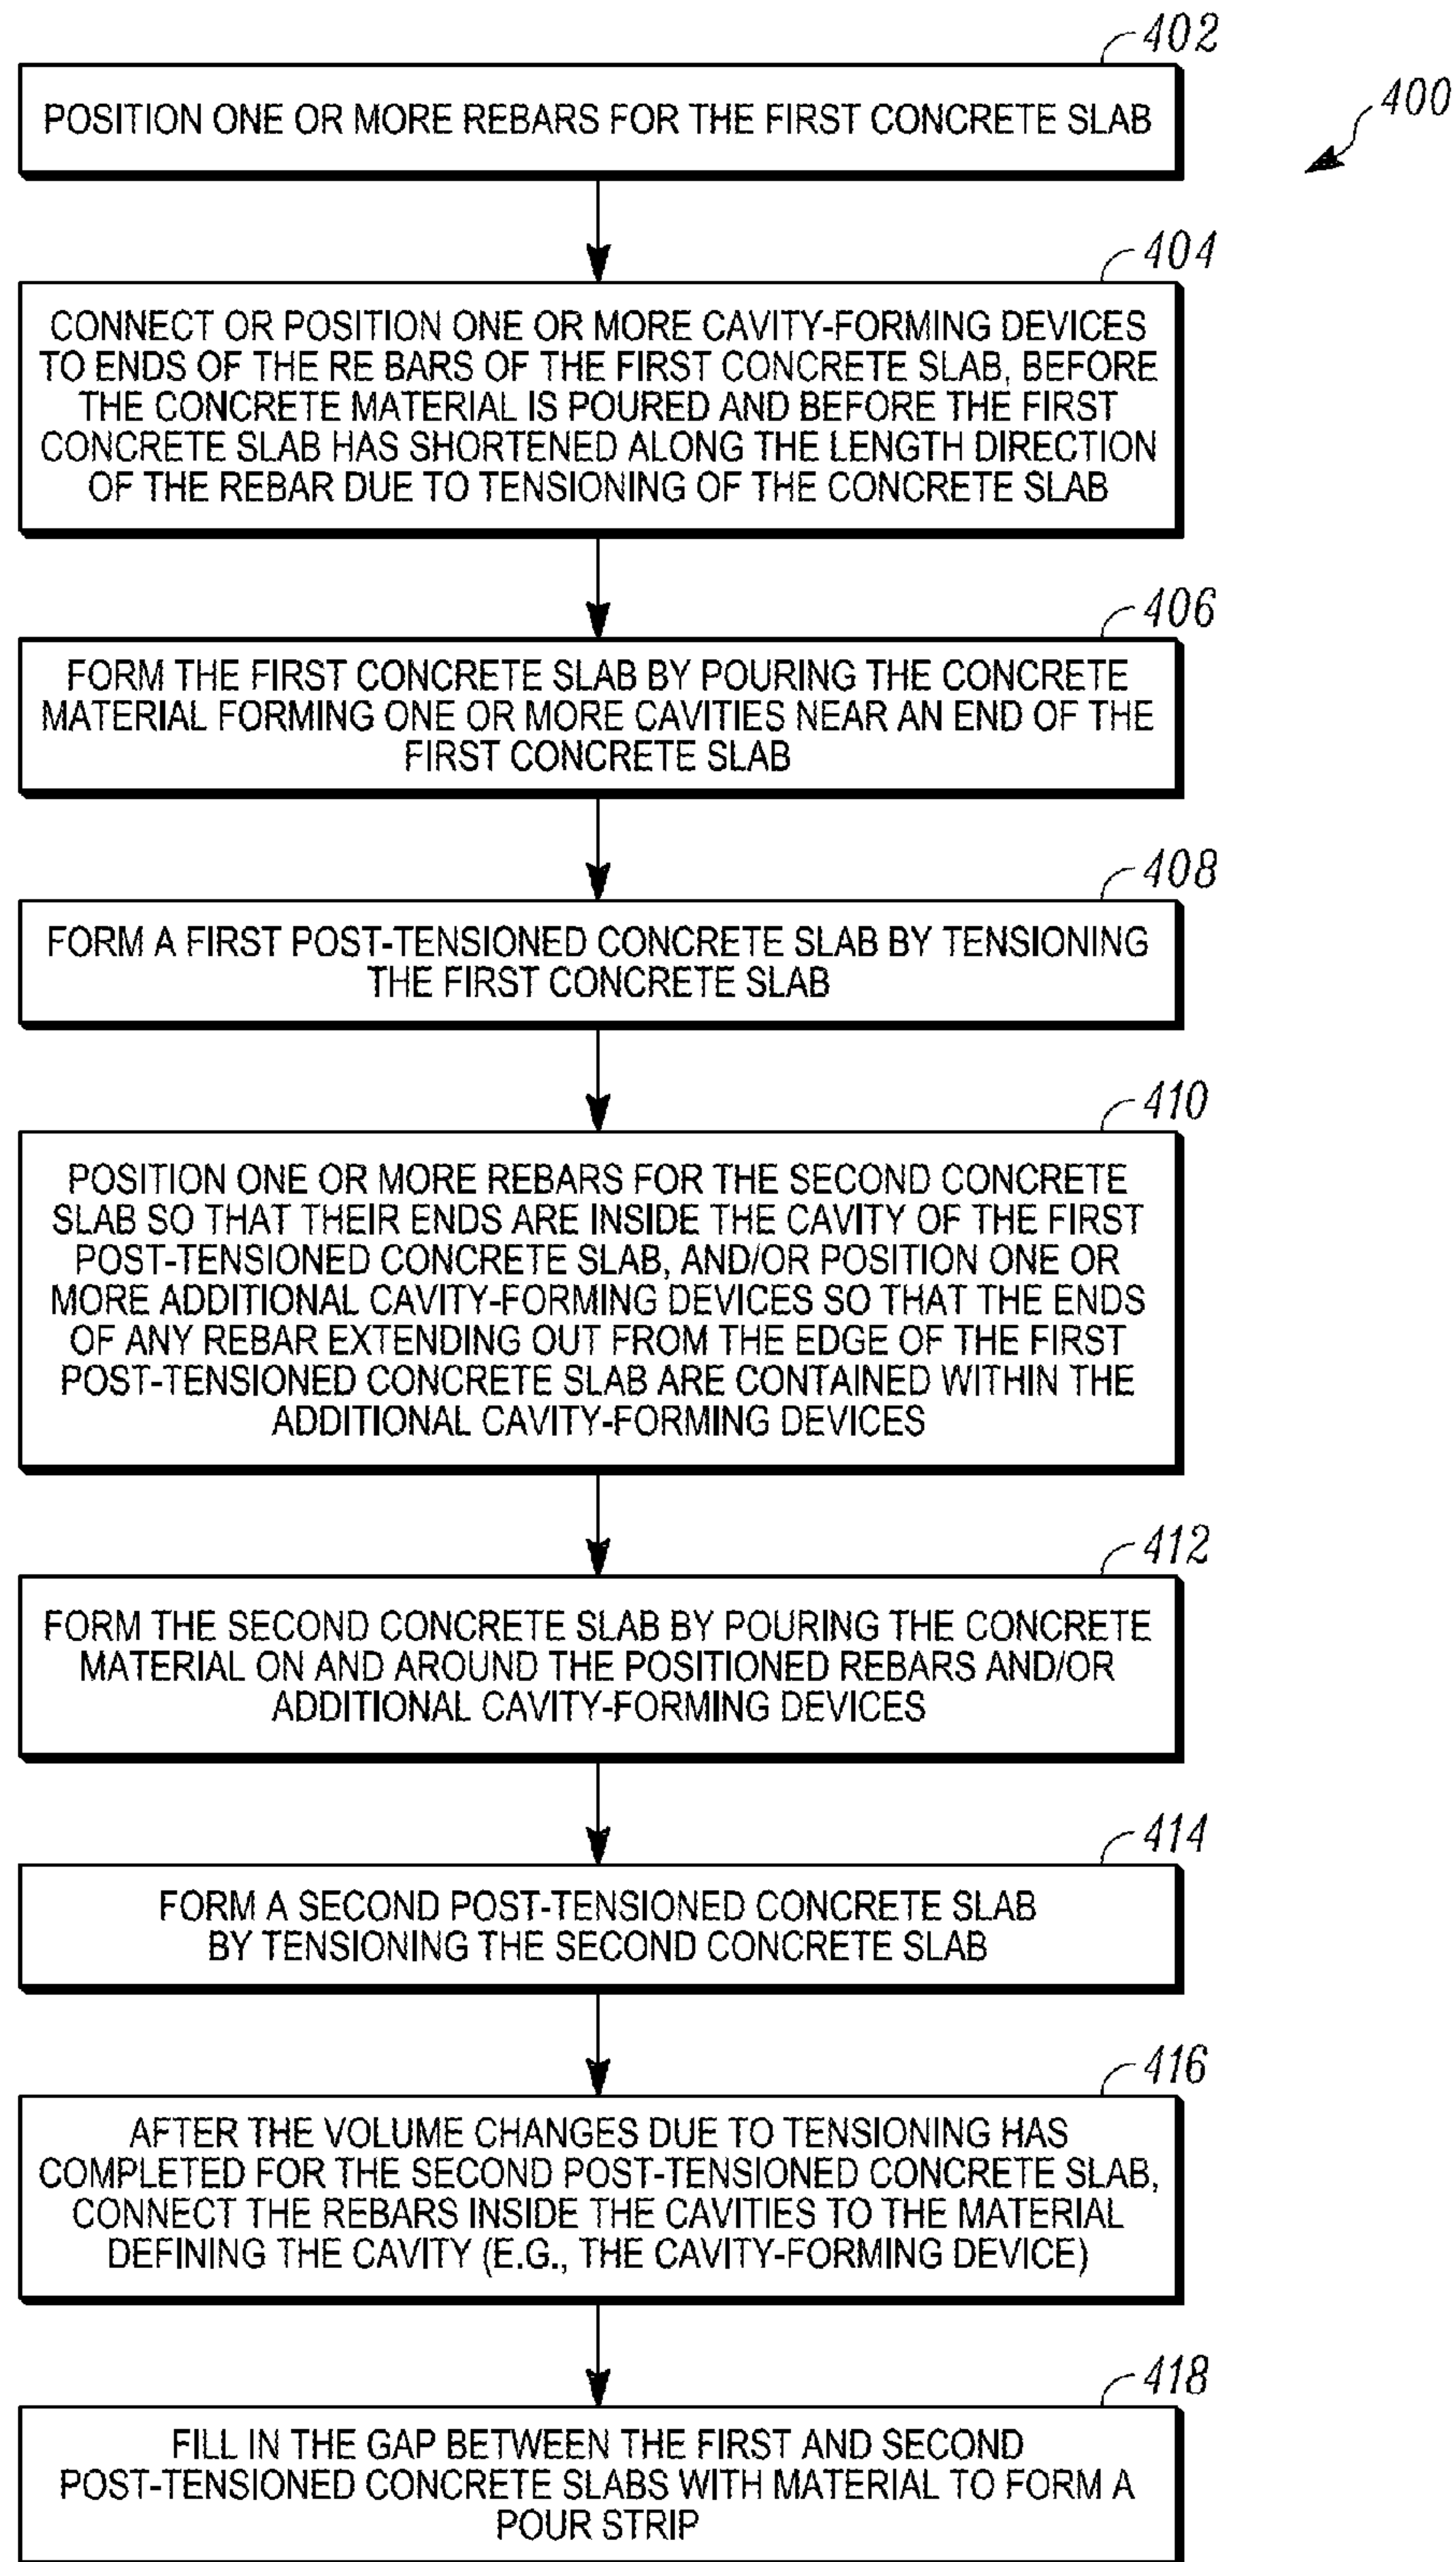 402
400
POSITION ONE OR MORE REBARS FOR THE FIRST CONCRETE SLAB
404
CONNECT OR POSITION ONE OR MORE CAVITY-FORMING DEVICES
TO ENDS OF THE RE BARS OF THE FIRST CONCRETE SLAB, BEFORE
THE CONCRETE MATERIAL IS POURED AND BEFORE THE FIRST
CONCRETE SLAB HAS SHORTENED ALONG THE LENGTH DIRECTION
OF THE REBAR DUE TO TENSIONING OF THE CONCRETE SLAB
406
FORM THE FIRST CONCRETE SLAB BY POURING THE CONCRETE
MATERIAL FORMING ONE OR MORE CAVITIES NEAR AN END OF THE
FIRST CONCRETE SLAB
408
FORM A FIRST POST-TENSIONED CONCRETE SLAB BY TENSIONING
THE FIRST CONCRETE SLAB
410
POSITION ONE OR MORE REBARS FOR THE SECOND CONCRETE
SLAB SO THAT THEIR ENDS ARE INSIDE THE CAVITY OF THE FIRST
POST-TENSIONED CONCRETE SLAB, AND/OR POSITION ONE OR
MORE ADDITIONAL CAVITY-FORMING DEVICES SO THAT THE ENDS
OF ANY REBAR EXTENDING OUT FROM THE EDGE OF THE FIRST
POST-TENSIONED CONCRETE SLAB ARE CONTAINED WITHIN THE
ADDITIONAL CAVITY-FORMING DEVICES
412
FORM THE SECOND CONCRETE SLAB BY POURING THE CONCRETE
MATERIAL ON AND AROUND THE POSITIONED REBARS AND/OR
ADDITIONAL CAVITY-FORMING DEVICES
414
FORM A SECOND POST-TENSIONED CONCRETE SLAB
BY TENSIONING THE SECOND CONCRETE SLAB
416
AFTER THE VOLUME CHANGES DUE TO TENSIONING HAS
COMPLETED FOR THE SECOND POST-TENSIONED CONCRETE SLAB,
CONNECT THE REBARS INSIDE THE CAVITIES TO THE MATERIAL
DEFINING THE CAVITY (E.G., THE CAVITY-FORMING DEVICE)
418
FILL IN THE GAP BETWEEN THE FIRST AND SECOND
POST-TENSIONED CONCRETE SLABS WITH MATERIAL TO FORM A
POUR STRIP